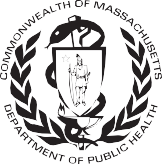 COMMONWEALTH OF MASSACHUSETTS
DEPARTMENT OF PUBLIC HEALTH